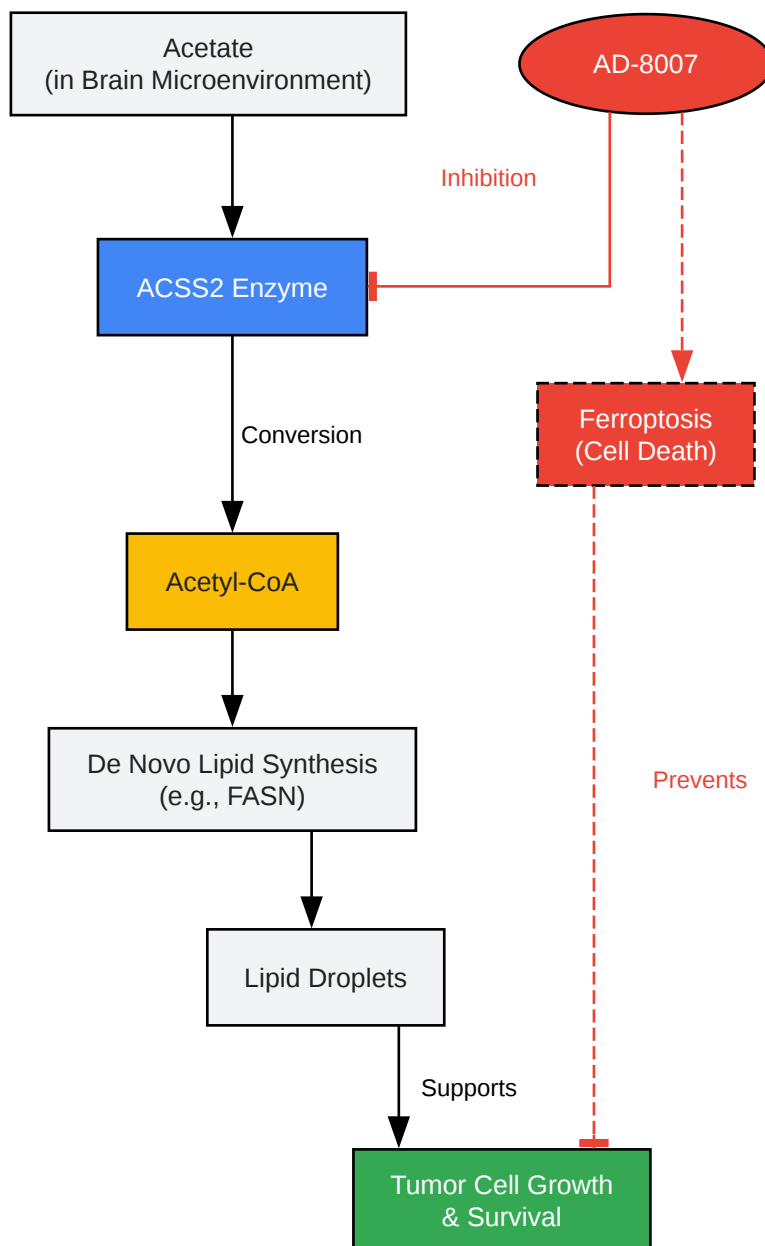 Acetate
(in Brain Microenvironment)
AD-8007
Inhibition
ACSS2 Enzyme
Conversion
Ferroptosis
(Cell Death)
Acetyl-CoA
De Novo Lipid Synthesis
(e.g., FASN)
Prevents
Lipid Droplets
Supports
Tumor Cell Growth
& Survival